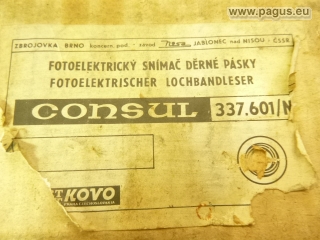 www.pagus.eu
ZBROJOVKA BRNO koncern. pod. - závod JABLONEC nad NISOU - ČSSR
FOTOELEKTRICKÝ SNÍMAČ DĚRNÉ PÁSKY
FOTOELEKTRISCHER LOCHBANDLESER
CONSUL 337.601/N
KOVO